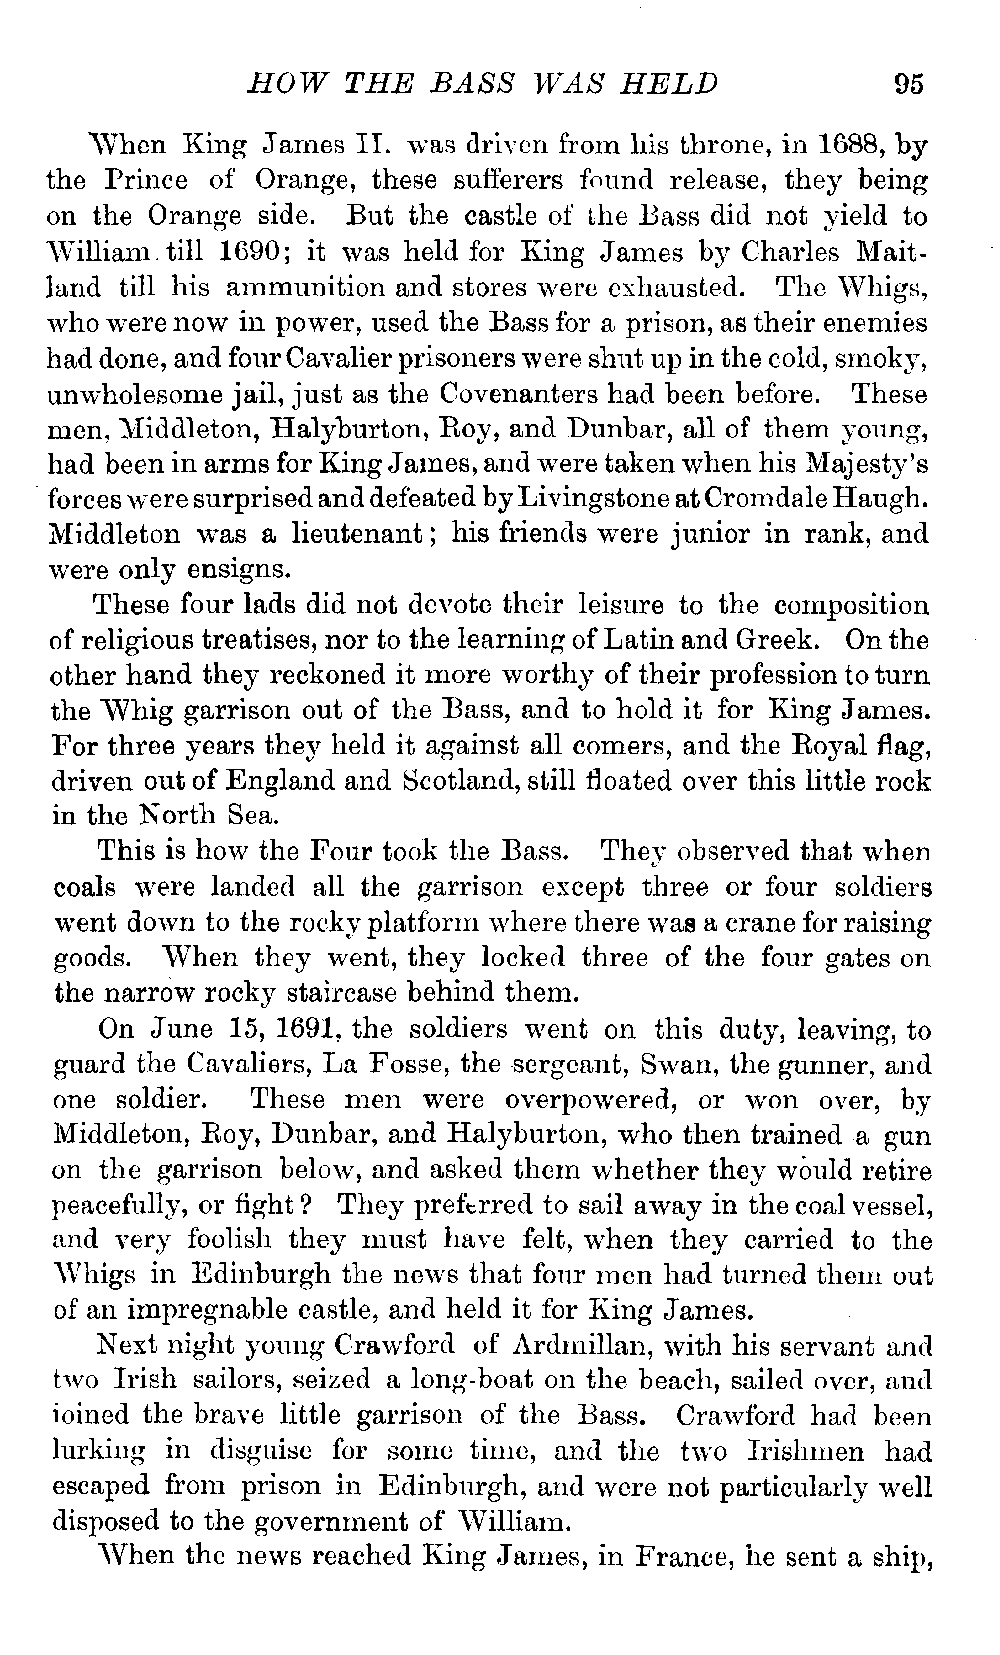 HOW THE BASS WAS HELD 95
When King James II. was driven from his throne, in 1688, by
the Prince of Orange, these sufferers found release, they being
on the Orange side. But the castle of the Bass did not yield to
William till 1690; it was held for King James by Charles Mait-
land till his ammunition and stores were exhausted. The Whigs,
who were now in power, used the Bass for a prison, as their enemies
had done, and four Cavalier prisoners were shut up in the cold, smoky,
unwholesome jail, just as the Covenanters had been before. These
men, Middleton, Halyburton, Roy, and Dunbar, all of them young,
had been in arms for King James, and were taken when his Majesty's
forces were surprised and defeated by Livingstone at Cromdale Haugh.
Middleton was a lieutenant; his friends were junior in rank, and
were only ensigns.
These four lads did not devote their leisure to the composition
of religious treatises, nor to the learning of Latin and Greek. On the
other hand they reckoned it more worthy of their profession to turn
the Whig garrison out of the Bass, and to hold it for King James.
For three years they held it against all comers, and the Royal flag,
driven out of England and Scotland, still floated over this little rock
in the North Sea.
This is how the Four took the Bass. They observed that when
coals were landed all the garrison except three or four soldiers
went down to the rocky platform where there was a crane for raising
goods. When they went, they locked three of the four gates on
the narrow rocky staircase behind them.
On June 15, 1691, the soldiers went on this duty, leaving, to
guard the Cavaliers, La Fosse, the sergeant, Swan, the gunner, and
one soldier. These men were overpowered, or won over, by
Middleton, Roy, Dunbar, and Halyburton, who then trained a gun
on the garrison below, and asked them whether they would retire
peacefully, or fight? They preferred to sail away in the coal vessel,
and very foolish they must have felt, when they carried to the
Whigs in Edinburgh the news that four men had turned them out
of an impregnable castle, and held it for King James.
Next night young Crawford of Ardmillan, with his servant and
two Irish sailors, seized a long-boat on the beach, sailed over, and
joined the brave little garrison of the Bass. Crawford had been
lurking in disguise for some time, and the two Irishmen had
escaped from prison in Edinburgh, and were not particularly well
disposed to the government of William.
When the news reached King James, in France, he sent a ship,